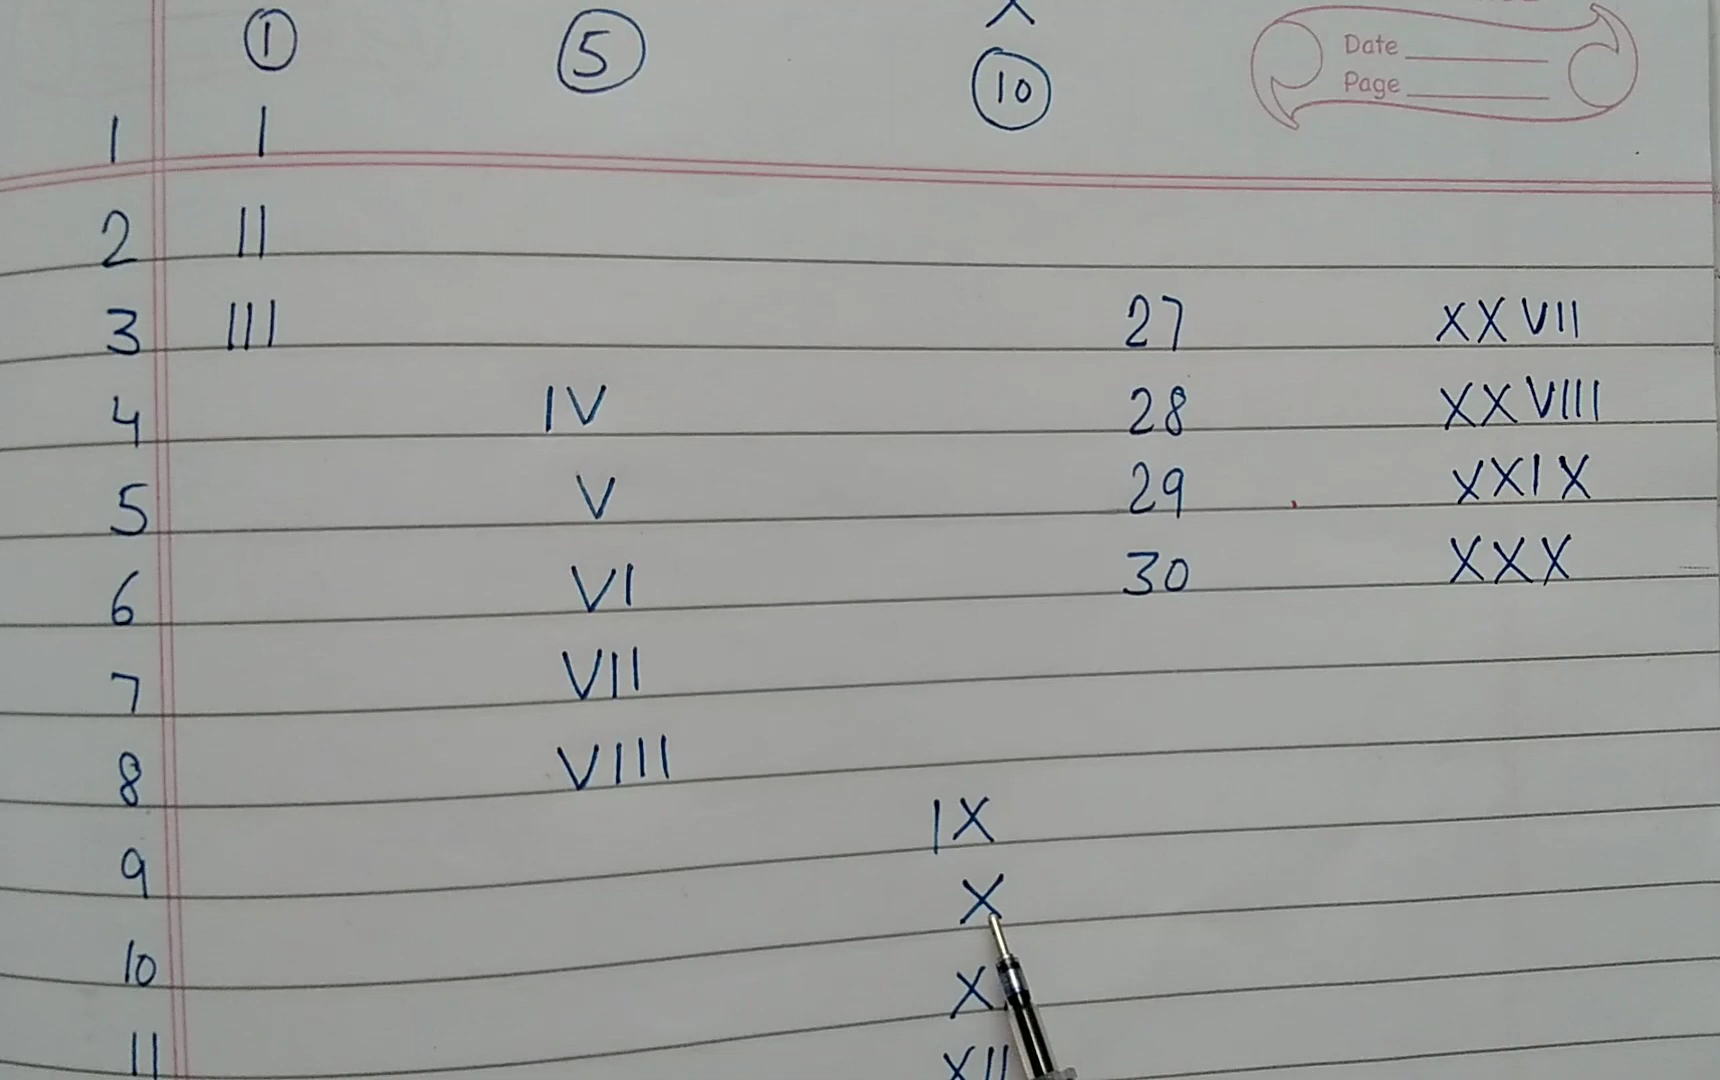 1 5 10
Date
Page
1 I
2 II
3 III 27 XXVII
4 IV 28 XXVIII
5 V 29 XXIX
6 VI 30 XXX
7 VII
8 VIII
9 IX
10 X
11
XII